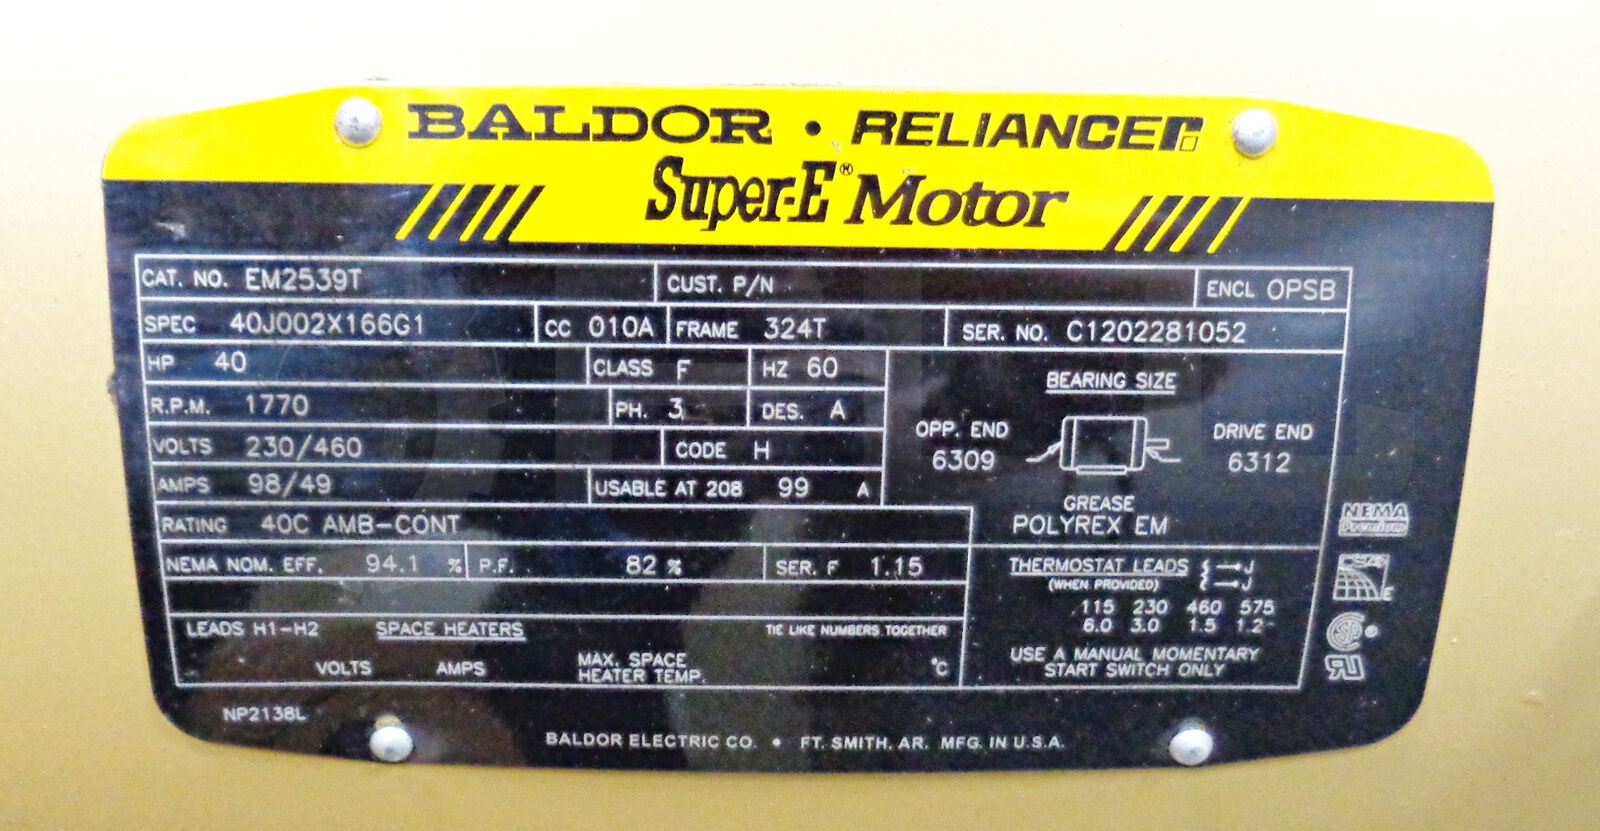 BALDOR • RELIANCE
Super-E® Motor
CAT. NO. EM2539T CUST. P/N ENCL OPSB
SPEC 40J002X166G1 CC 010A FRAME 324T SER. NO. C1202281052
HP 40 CLASS F HZ 60
R.P.M. 1770 PH. 3 DES. A
VOLTS 230/460 CODE H
AMPS 98/49 USABLE AT 208 99 A
RATING 40C AMB-CONT
NEMA NOM. EFF. 94.1 % P.F. 82 % SER. F 1.15
LEADS H1-H2 SPACE HEATERS TIE LIKE NUMBERS TOGETHER
VOLTS AMPS MAX. SPACE
HEATER TEMP. °C
BEARING SIZE
OPP. END DRIVE END
6309 6312
GREASE
POLYREX EM
THERMOSTAT LEADS J
(WHEN PROVIDED) J
115 230 460 575
6.0 3.0 1.5 1.2
USE A MANUAL MOMENTARY
START SWITCH ONLY
NEMA
Premium
E
NP2138L
BALDOR ELECTRIC CO. • FT. SMITH. AR. MFG. IN U.S.A.